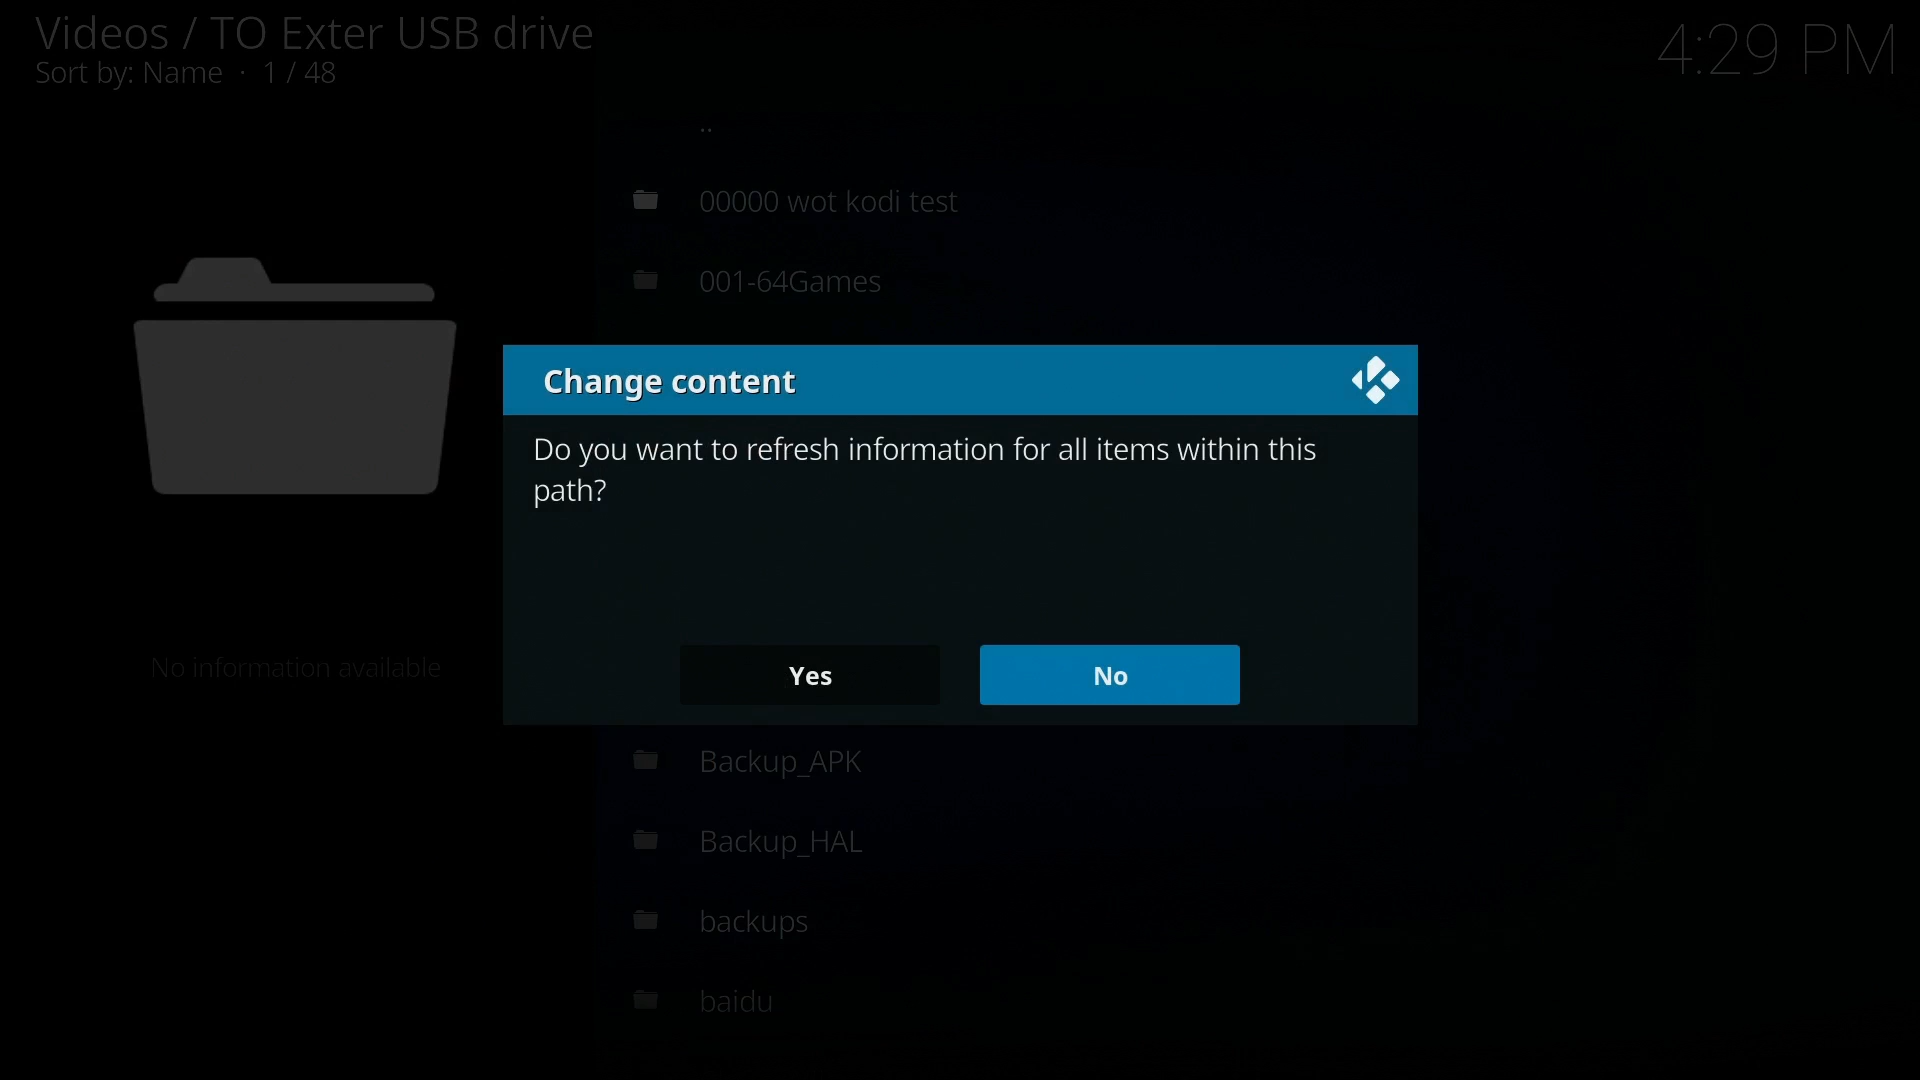 Videos / TO Exter USB drive
Sort by: Name · 1 / 48
4:29 PM
..
00000 wot kodi test
001-64Games
Change content
Do you want to refresh information for all items within this
path?
Yes
No
No information available
Backup_APK
Backup_HAL
backups
baidu